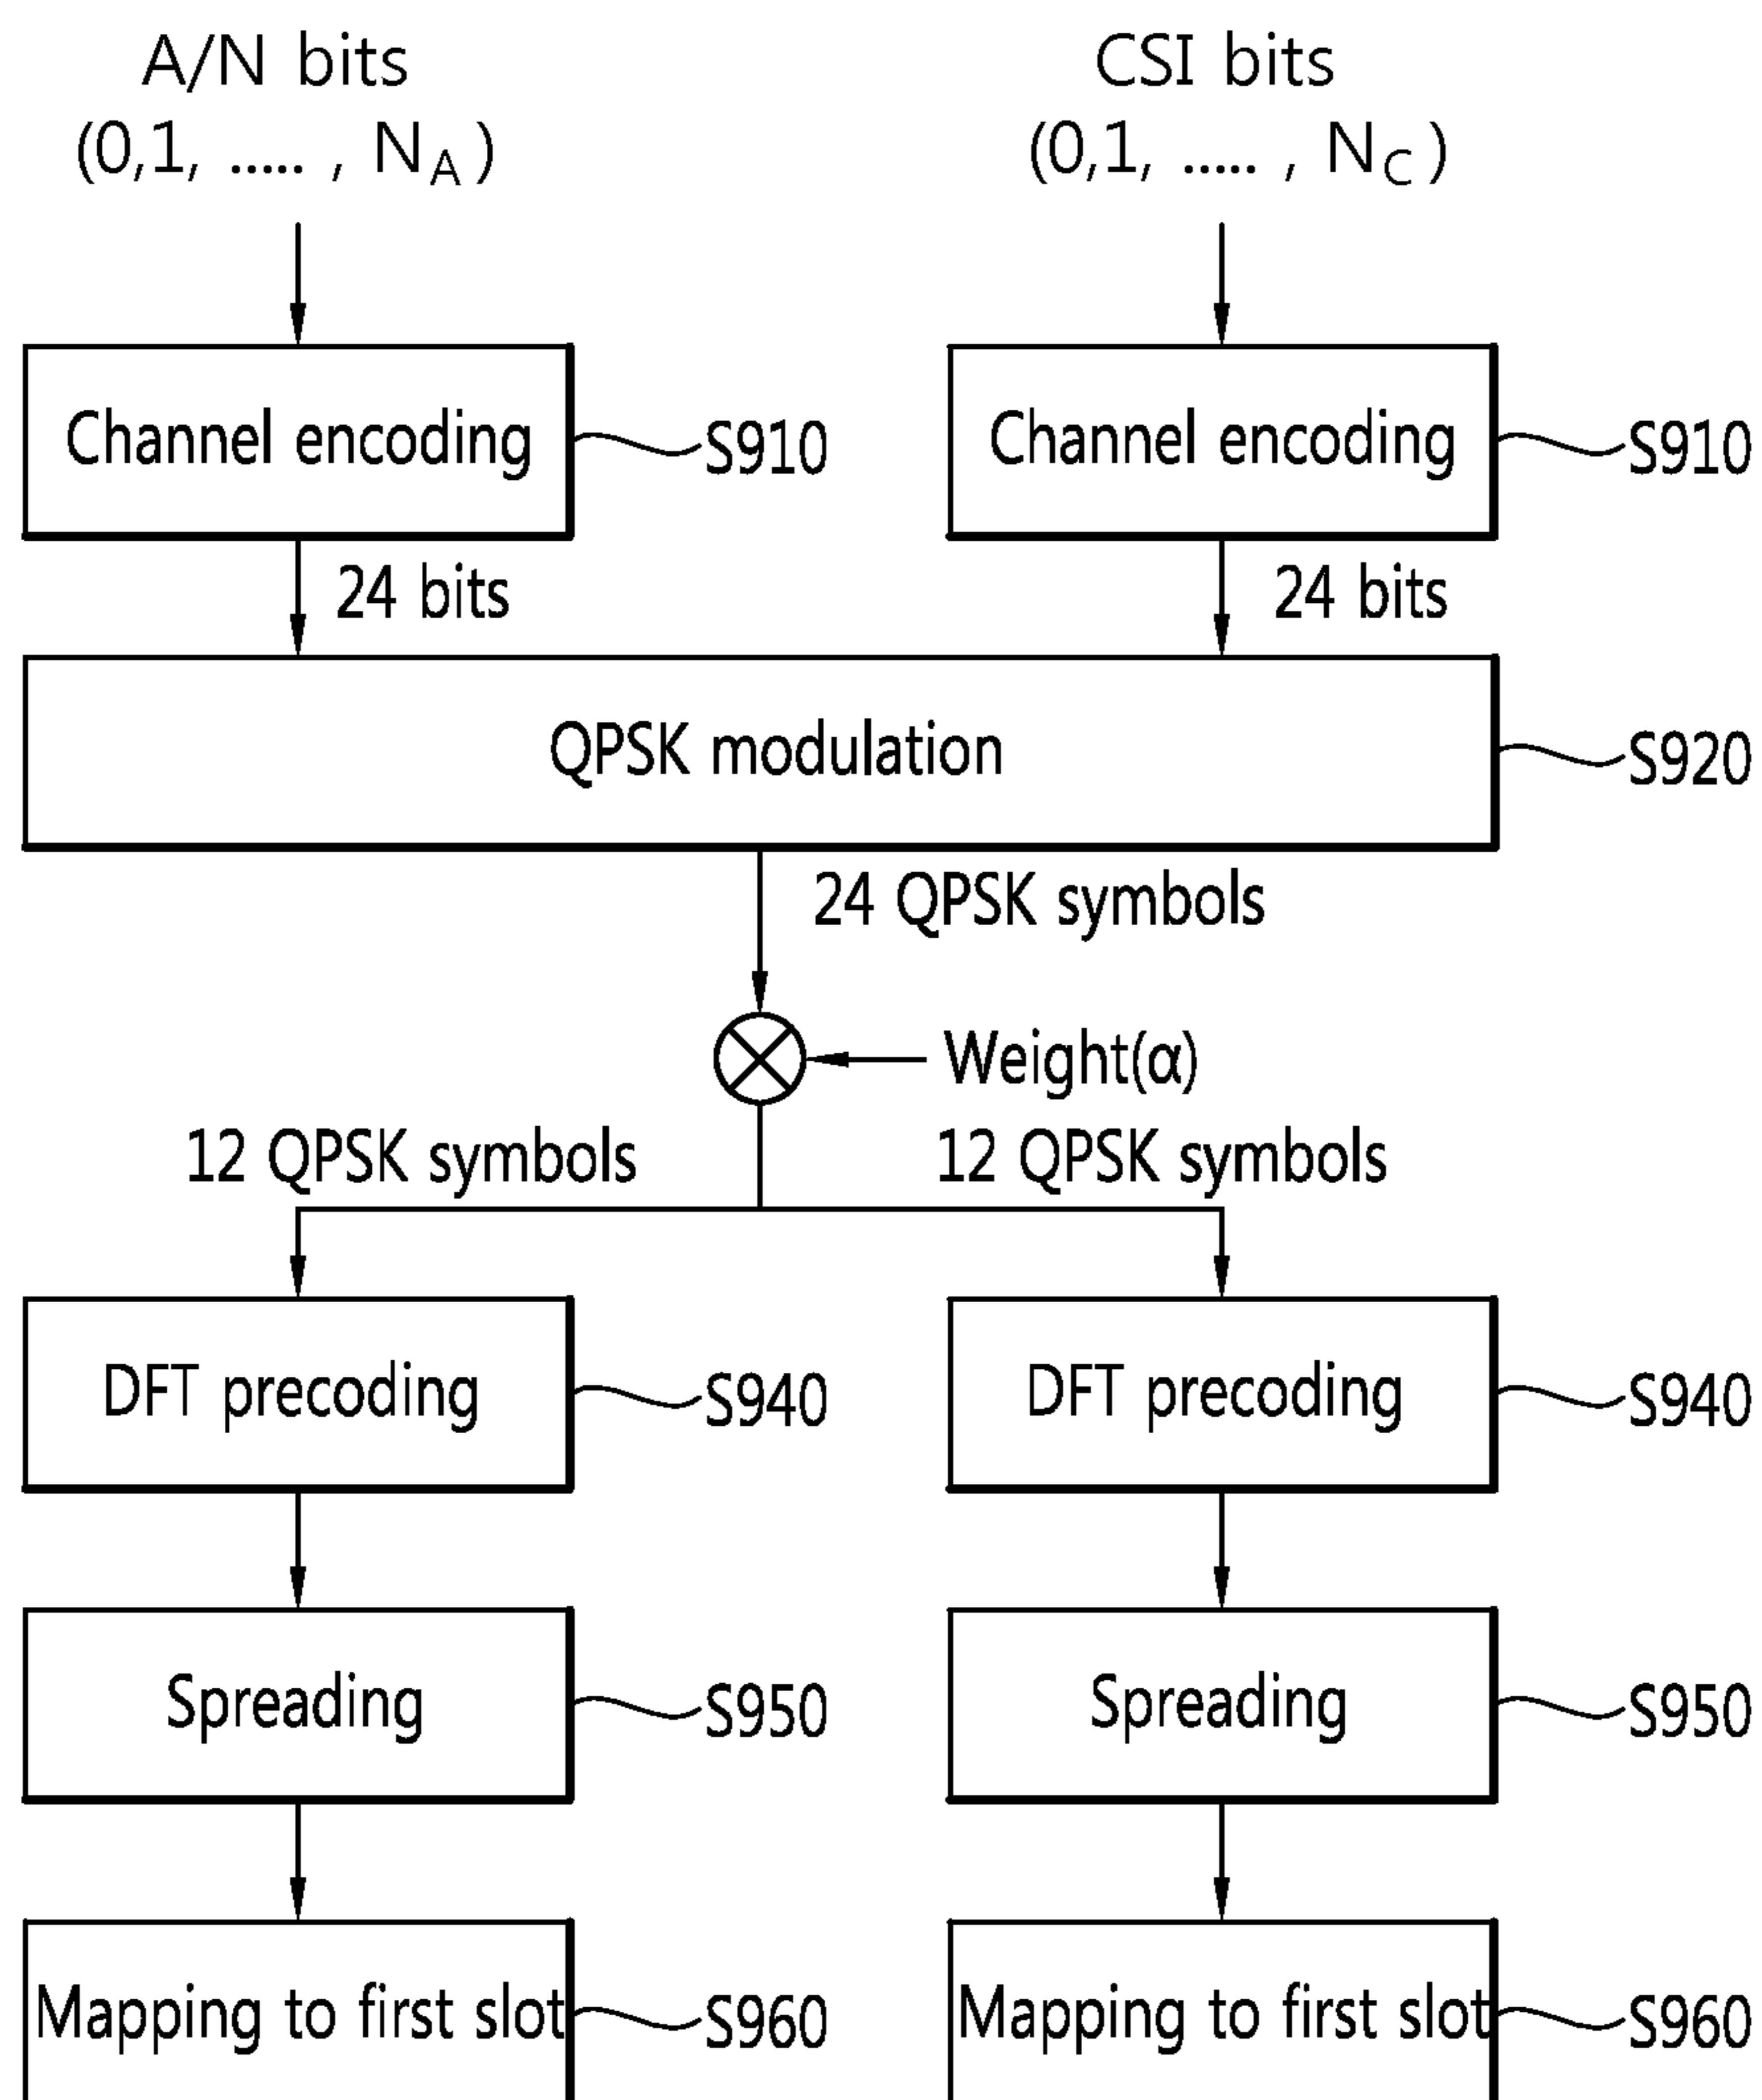 A/N bits
(0,1, ..... , NA)
CSI bits
(0,1, ..... , NC)
Channel encoding
S910
Channel encoding
S910
24 bits
24 bits
QPSK modulation
S920
24 QPSK symbols
Weight(α)
12 QPSK symbols
12 QPSK symbols
DFT precoding
S940
DFT precoding
S940
Spreading
S950
Spreading
S950
Mapping to first slot
S960
Mapping to first slot
S960